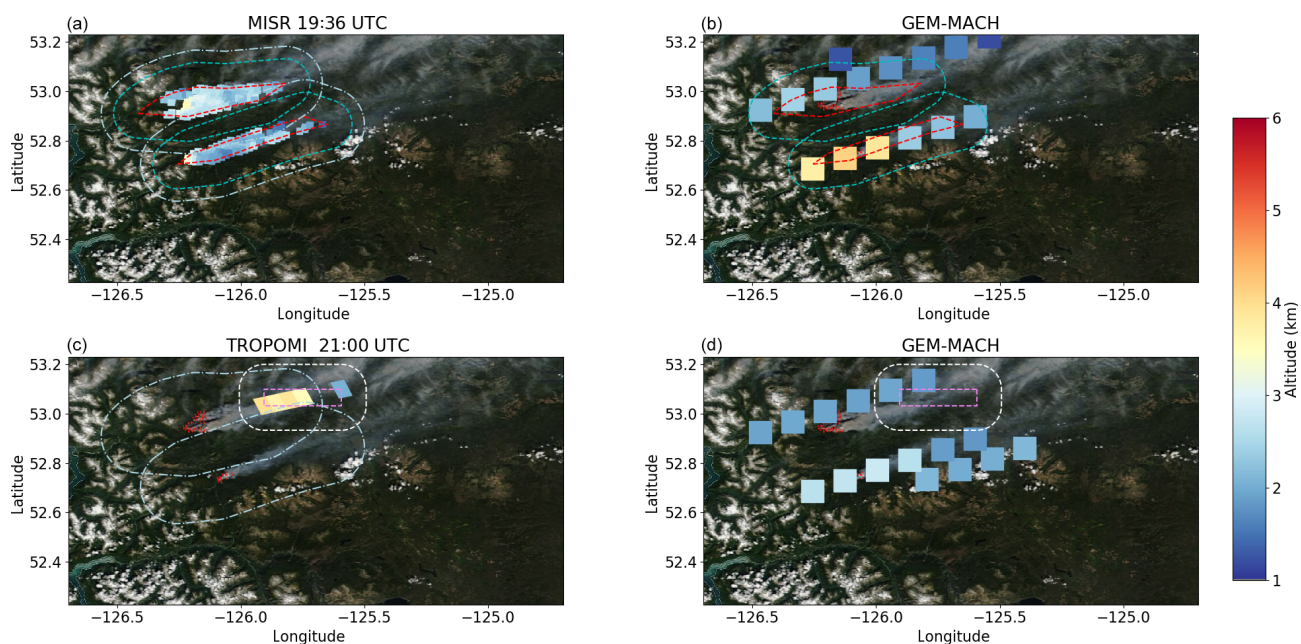 (a) MISR 19:36 UTC
53.2
53.0
52.8
52.6
52.4
Latitude
−126.5 −126.0 −125.5 −125.0
Longitude
(b) GEM-MACH
53.2
53.0
52.8
52.6
52.4
Latitude
−126.5 −126.0 −125.5 −125.0
Longitude
(c) TROPOMI 21:00 UTC
53.2
53.0
52.8
52.6
52.4
Latitude
−126.5 −126.0 −125.5 −125.0
Longitude
(d) GEM-MACH
53.2
53.0
52.8
52.6
52.4
Latitude
−126.5 −126.0 −125.5 −125.0
Longitude
6
5
4
3
2
1
Altitude (km)